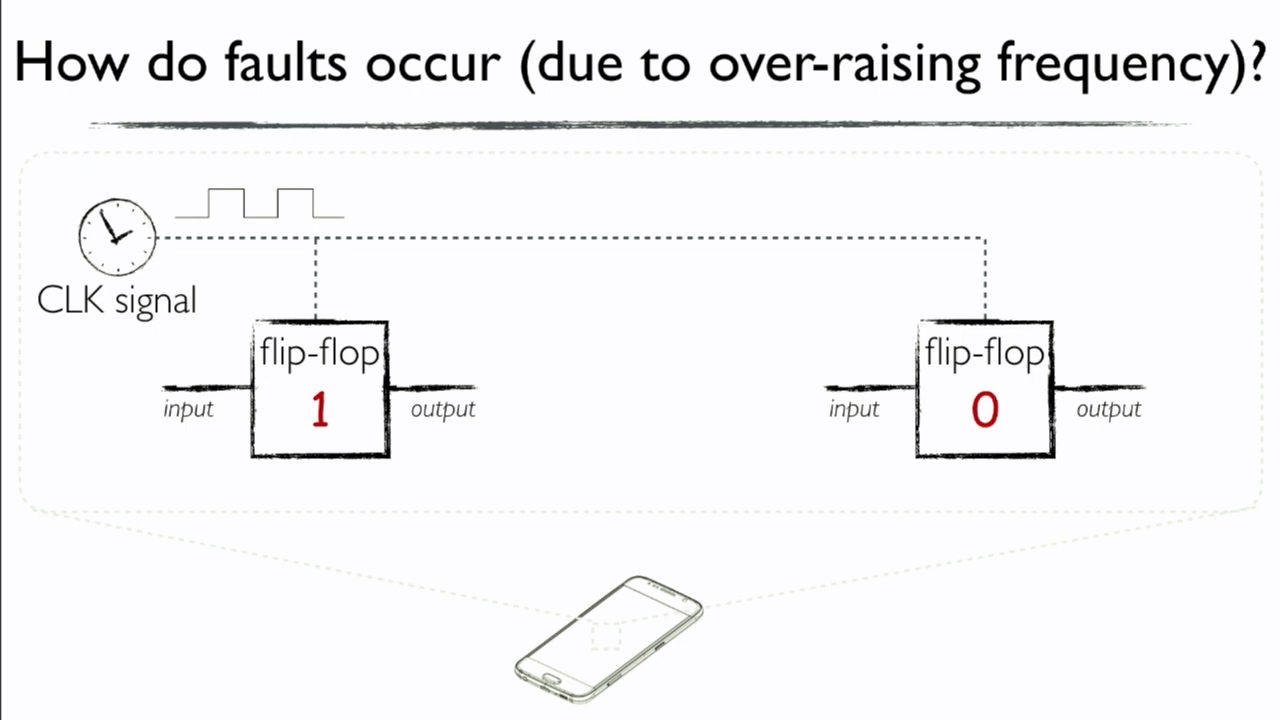 How do faults occur (due to over-raising frequency)?
CLK signal
flip-flop
1
input
output
flip-flop
0
input
output